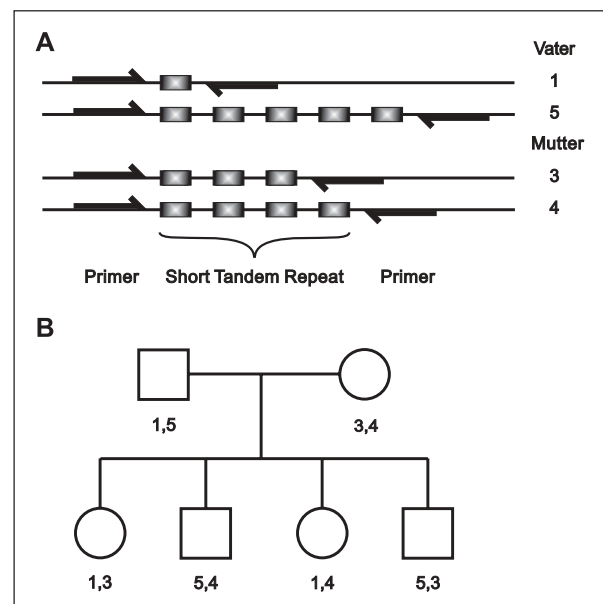 A
Vater
1
5
Mutter
3
4
Primer Short Tandem Repeat Primer
B
1,5 3,4
1,3 5,4 1,4 5,3